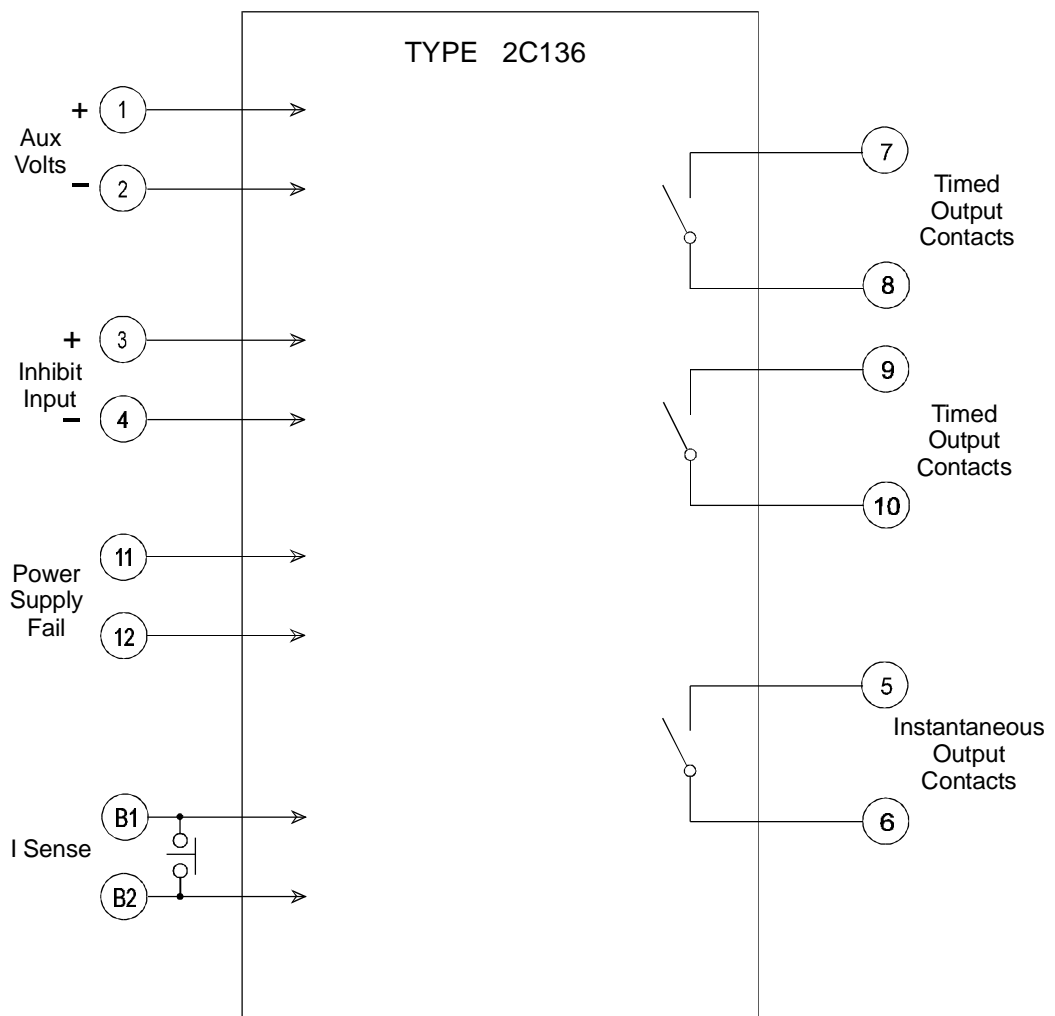 TYPE 2C136
+ 1
Aux
Volts
− 2
+ 3
Inhibit
Input
− 4
11
Power
Supply
Fail
12
B1
I Sense
B2
7
Timed
Output
Contacts
8
9
Timed
Output
Contacts
10
5
Instantaneous
Output
Contacts
6